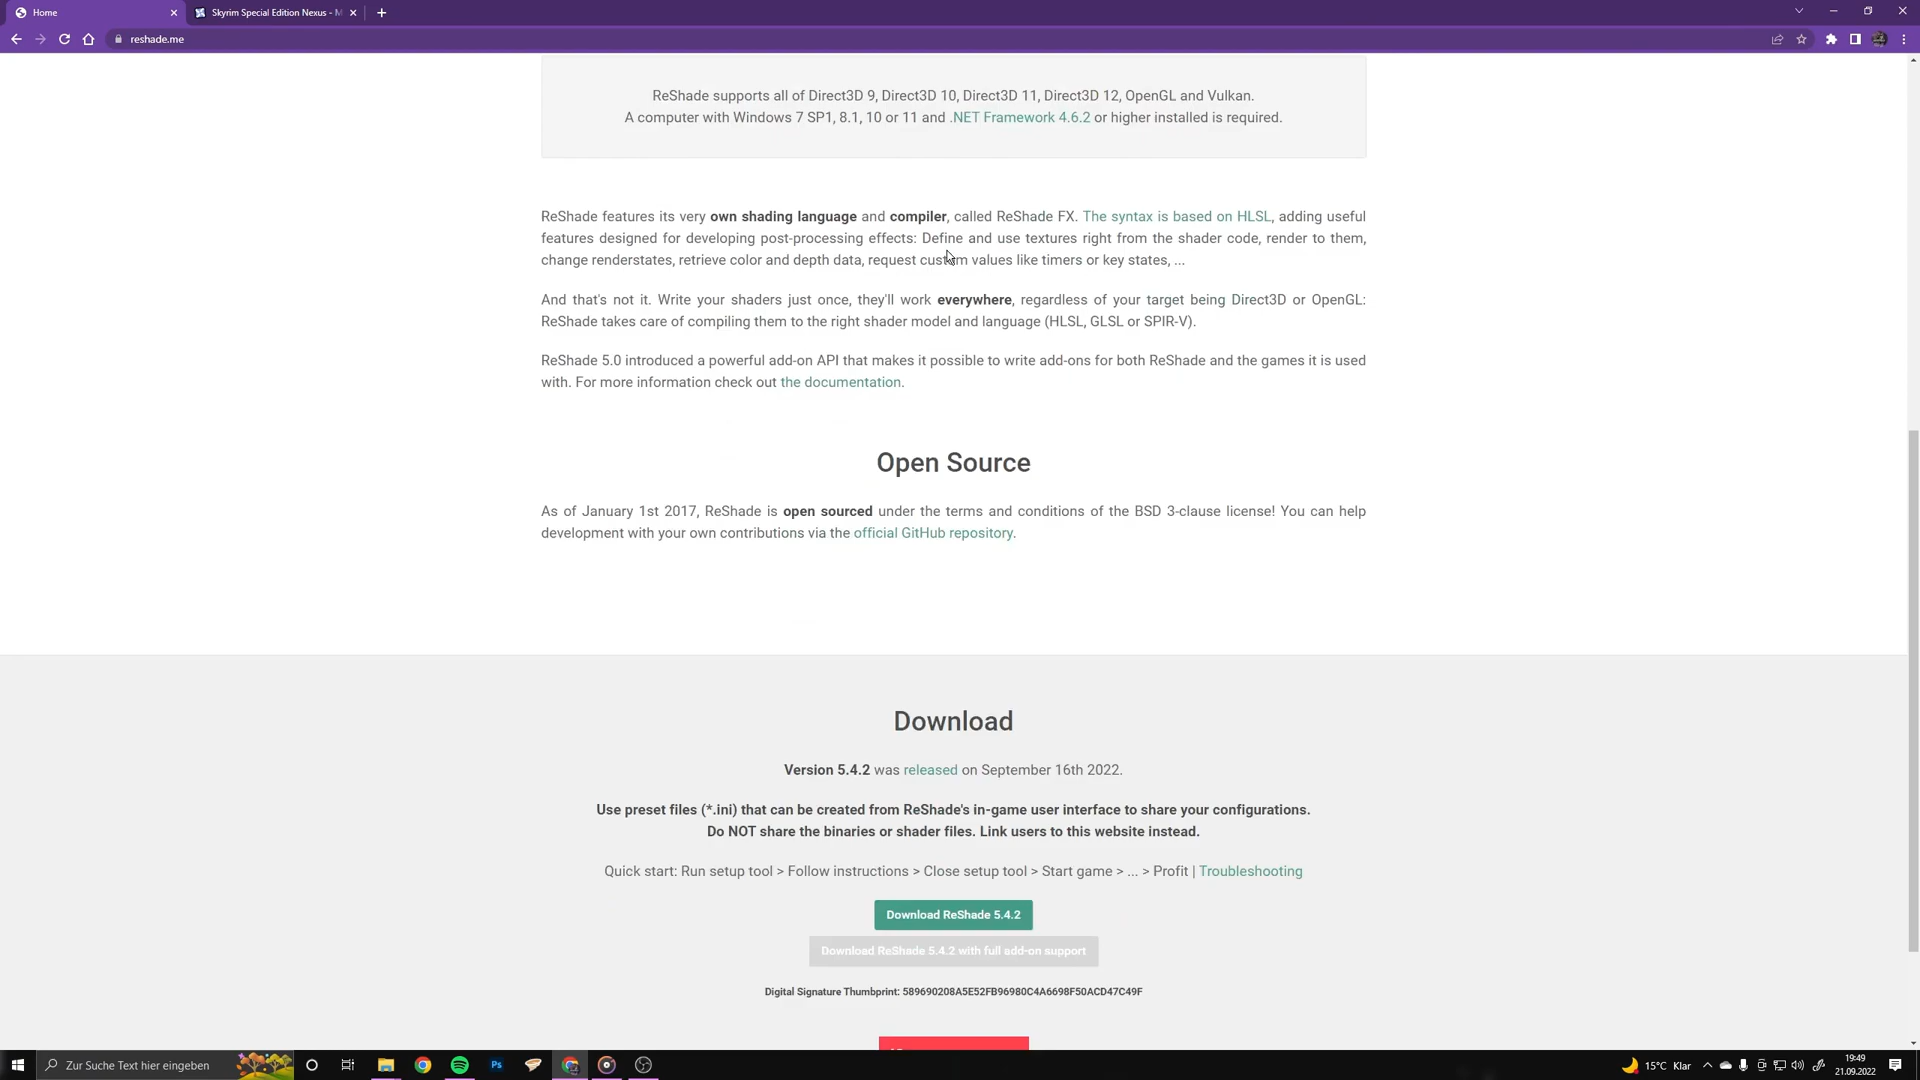 Home
Skyrim Special Edition Nexus - M
reshade.me
ReShade supports all of Direct3D 9, Direct3D 10, Direct3D 11, Direct3D 12, OpenGL and Vulkan.
A computer with Windows 7 SP1, 8.1, 10 or 11 and .NET Framework 4.6.2 or higher installed is required.
ReShade features its very own shading language and compiler, called ReShade FX. The syntax is based on HLSL, adding useful
features designed for developing post-processing effects: Define and use textures right from the shader code, render to them,
change renderstates, retrieve color and depth data, request custom values like timers or key states, ...
And that's not it. Write your shaders just once, they'll work everywhere, regardless of your target being Direct3D or OpenGL:
ReShade takes care of compiling them to the right shader model and language (HLSL, GLSL or SPIR-V).
ReShade 5.0 introduced a powerful add-on API that makes it possible to write add-ons for both ReShade and the games it is used
with. For more information check out the documentation.
Open Source
As of January 1st 2017, ReShade is open sourced under the terms and conditions of the BSD 3-clause license! You can help
development with your own contributions via the official GitHub repository.
Download
Version 5.4.2 was released on September 16th 2022.
Use preset files (*.ini) that can be created from ReShade's in-game user interface to share your configurations.
Do NOT share the binaries or shader files. Link users to this website instead.
Quick start: Run setup tool > Follow instructions > Close setup tool > Start game > ... > Profit | Troubleshooting
Download ReShade 5.4.2
Download ReShade 5.4.2 with full add-on support
Digital Signature Thumbprint: 589690208A5E52FB96980C4A6698F50ACD47C49F
Zur Suche Text hier eingeben
Ps
15°C Klar
19:49
21.09.2022